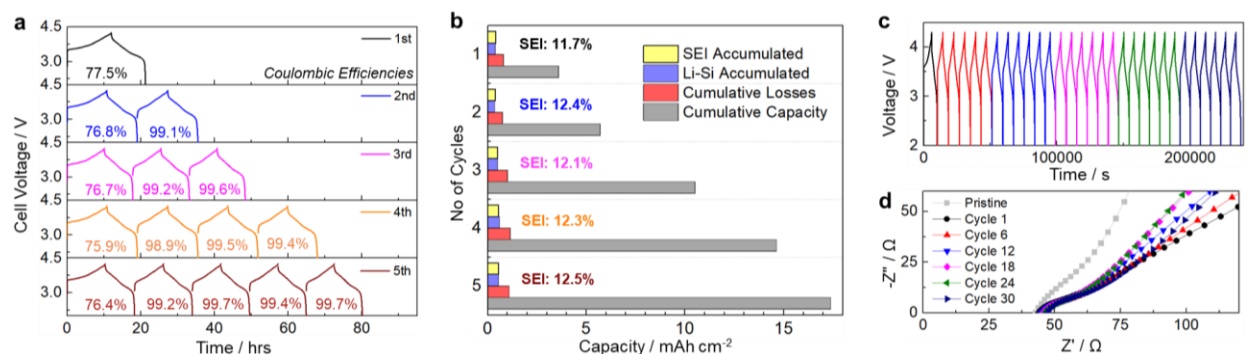 a
4.5
3.0
4.5
3.0
4.5
3.0
4.5
3.0
4.5
3.0
Cell Voltage / V
1st
77.5%
Coulombic Efficiencies
2nd
76.8% 99.1%
3rd
76.7% 99.2% 99.6%
4th
75.9% 98.9% 99.5% 99.4%
5th
76.4% 99.2% 99.7% 99.4% 99.7%
0 20 40 60 80
Time / hrs
b
No of Cycles
1
2
3
4
5
SEI: 11.7%
SEI: 12.4%
SEI: 12.1%
SEI: 12.3%
SEI: 12.5%
SEI Accumulated
Li-Si Accumulated
Cumulative Losses
Cumulative Capacity
0 5 10 15
Capacity / mAh cm⁻²
c
Voltage / V
4
3
2
0 100000 200000
Time / s
d
-Z'' / Ω
50
25
0
Pristine
Cycle 1
Cycle 6
Cycle 12
Cycle 18
Cycle 24
Cycle 30
0 25 50 75 100
Z' / Ω